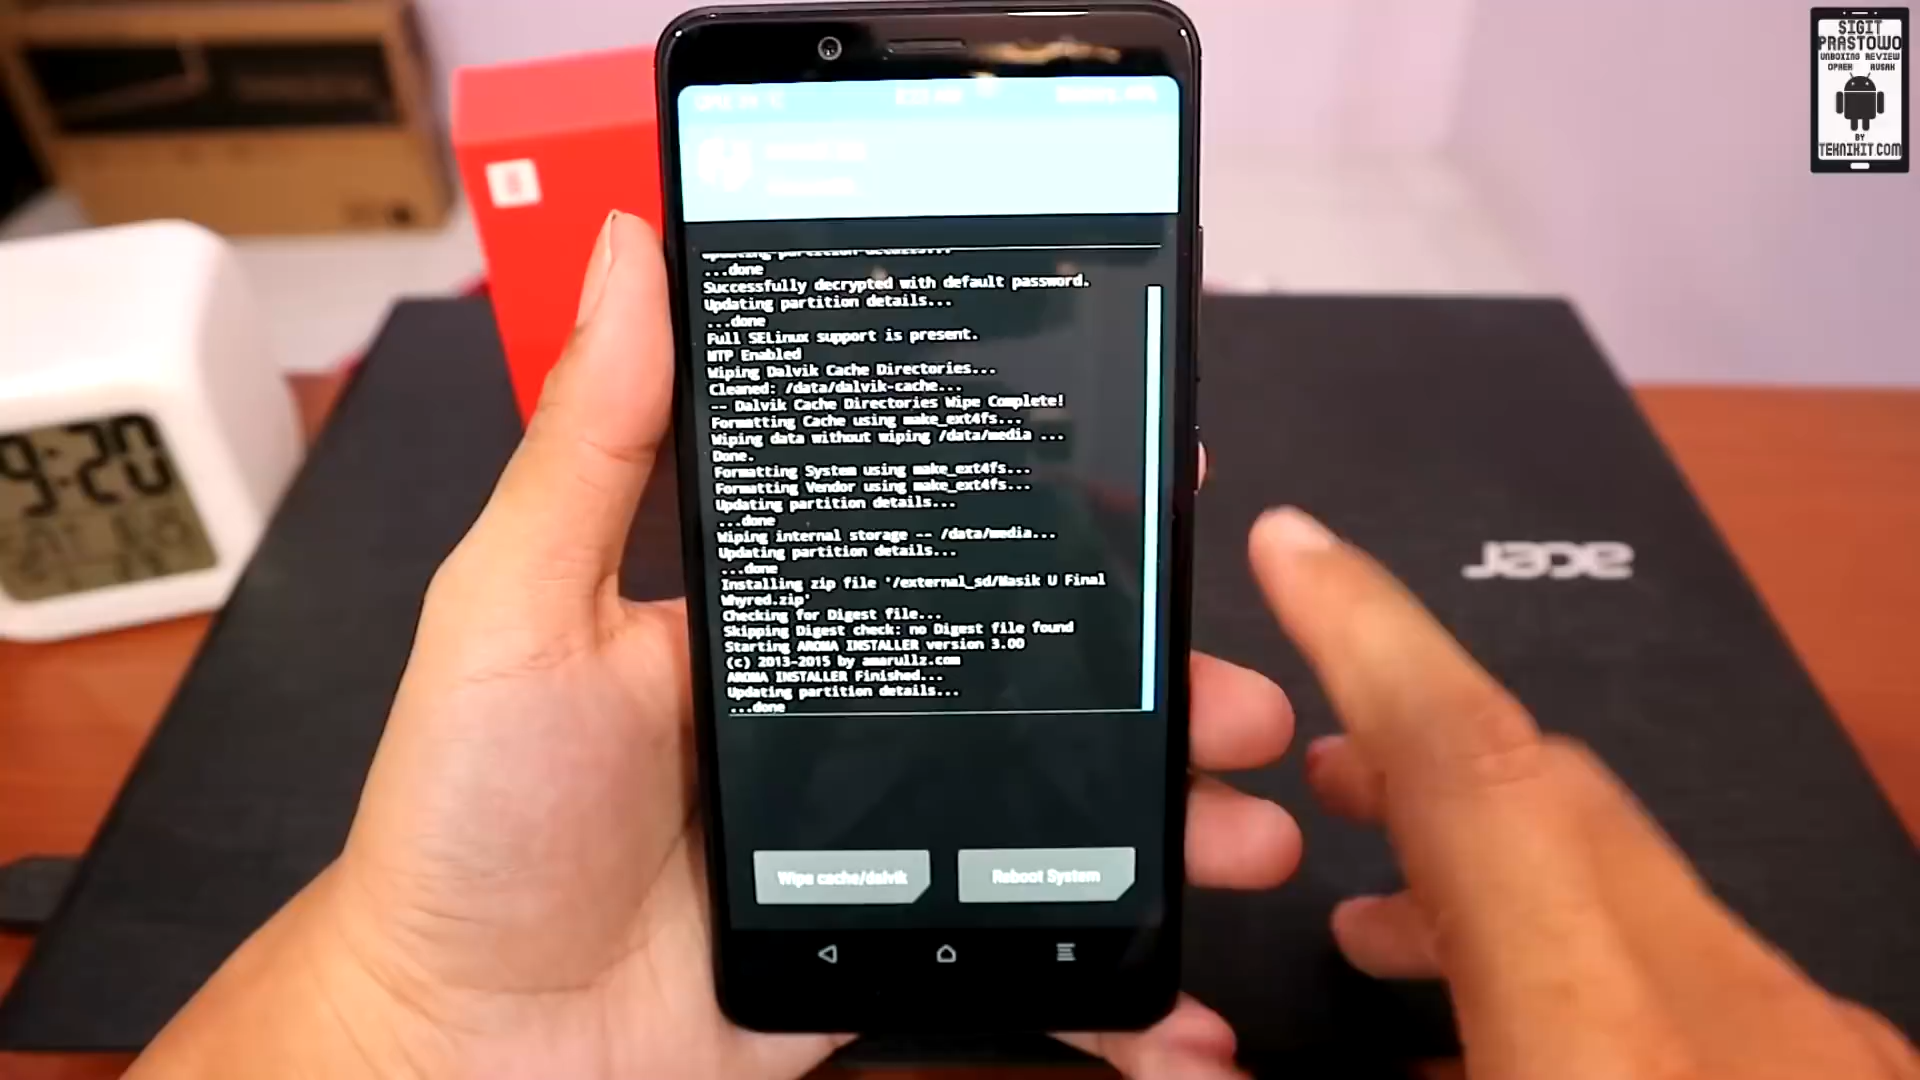 SIGIT
PRASTOWO
UNBOXING REVIEW
OPREK RUSAK
BY
TEKNIKIT.COM
Updating partition details...
...done
Successfully decrypted with default password.
Updating partition details...
...done
Full SELinux support is present.
MTP Enabled
Wiping Dalvik Cache Directories...
Cleaned: /data/dalvik-cache...
-- Dalvik Cache Directories Wipe Complete!
Formatting Cache using make_ext4fs...
Wiping data without wiping /data/media ...
Done.
Formatting System using make_ext4fs...
Formatting Vendor using make_ext4fs...
Updating partition details...
...done
Wiping internal storage -- /data/media...
Updating partition details...
...done
Installing zip file '/external_sd/Masik U Final
Whyred.zip'
Checking for Digest file...
Skipping Digest check: no Digest file found
Starting AROMA INSTALLER version 3.00
(c) 2013-2015 by amarullz.com
AROMA INSTALLER Finished...
Updating partition details...
...done
Wipe cache/dalvik
Reboot System
9:20
acer